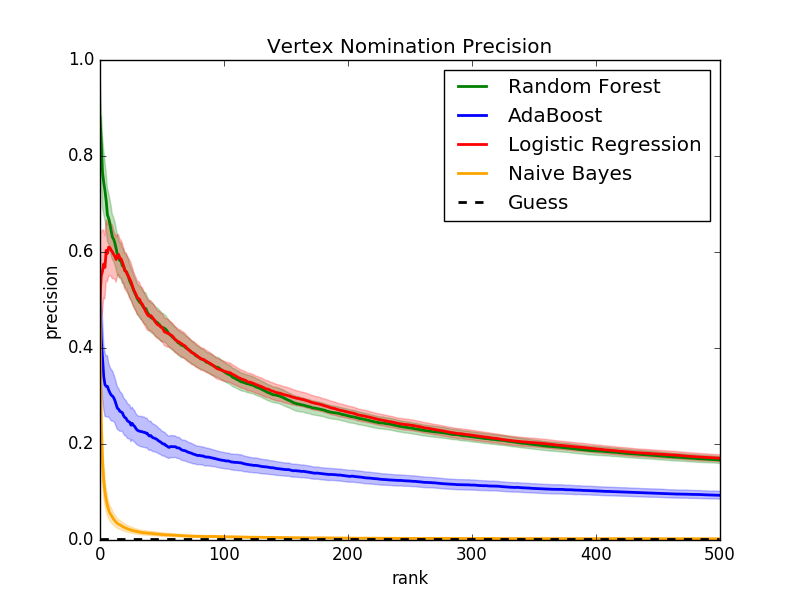 Vertex Nomination Precision
1.0
0.8
0.6
0.4
0.2
0.0
precision
Random Forest
AdaBoost
Logistic Regression
Naive Bayes
Guess
0 100 200 300 400 500
rank